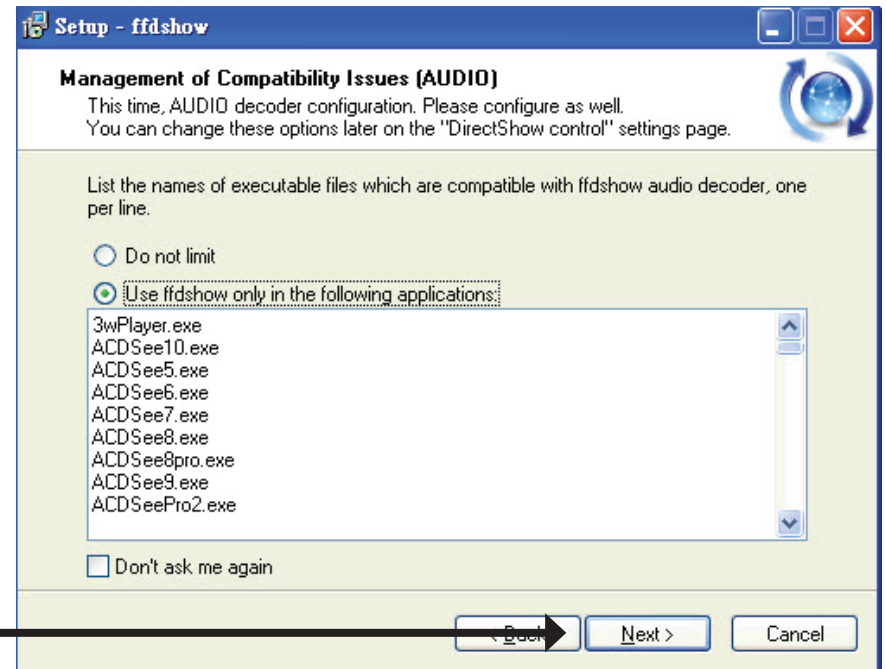 Setup - ffdshow
Management of Compatibility Issues (AUDIO)
This time, AUDIO decoder configuration. Please configure as well.
You can change these options later on the "DirectShow control" settings page.
List the names of executable files which are compatible with ffdshow audio decoder, one
per line.
Do not limit
Use ffdshow only in the following applications:
3wPlayer.exe
ACDSee10.exe
ACDSee5.exe
ACDSee6.exe
ACDSee7.exe
ACDSee8.exe
ACDSee8pro.exe
ACDSee9.exe
ACDSeePro2.exe
Don't ask me again
< Back Next > Cancel